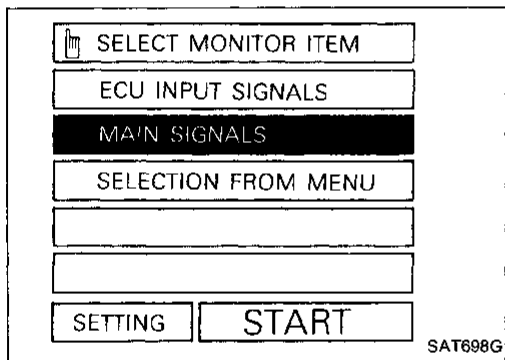 SELECT MONITOR ITEM
ECU INPUT SIGNALS
MAIN SIGNALS
SELECTION FROM MENU
SETTING START
SAT698G